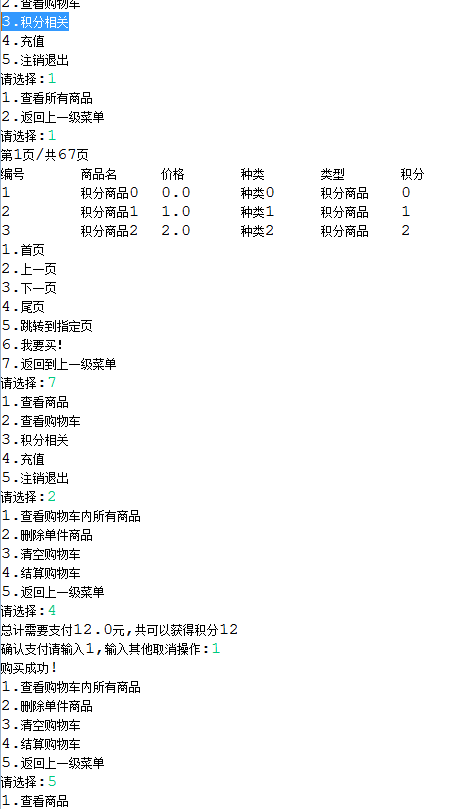 2.查看购物车
3.积分相关
4.充值
5.注销退出
请选择:1
1.查看所有商品
2.返回上一级菜单
请选择:1
第1页/共67页
编号 商品名 价格 种类 类型 积分
1 积分商品0 0.0 种类0 积分商品 0
2 积分商品1 1.0 种类1 积分商品 1
3 积分商品2 2.0 种类2 积分商品 2
1.首页
2.上一页
3.下一页
4.尾页
5.跳转到指定页
6.我要买!
7.返回到上一级菜单
请选择:7
1.查看商品
2.查看购物车
3.积分相关
4.充值
5.注销退出
请选择:2
1.查看购物车内所有商品
2.删除单件商品
3.清空购物车
4.结算购物车
5.返回上一级菜单
请选择:4
总计需要支付12.0元,共可以获得积分12
确认支付请输入1,输入其他取消操作:1
购买成功!
1.查看购物车内所有商品
2.删除单件商品
3.清空购物车
4.结算购物车
5.返回上一级菜单
请选择:5
1.查看商品